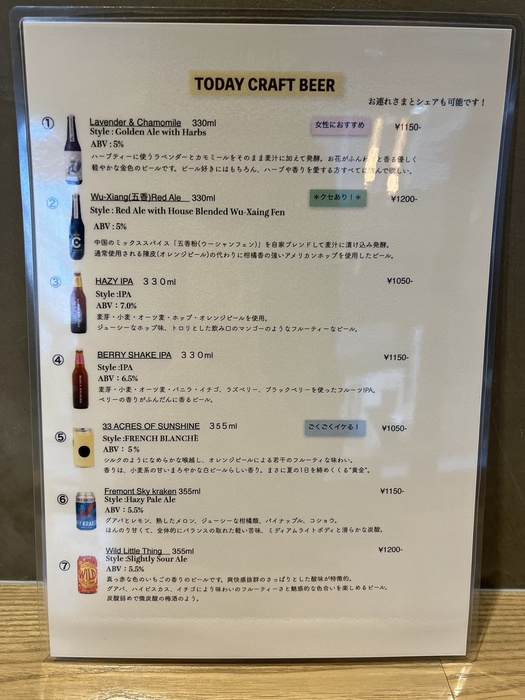 TODAY CRAFT BEER
お連れさまとシェアも可能です！
① Lavender & Chamomile 330ml 女性におすすめ ¥1150-
Style : Golden Ale with Harbs
ABV : 5%
ハーブティーに使うラベンダーとカモミールをそのまま麦汁に加えて発酵。お花がふんわりと香る優しく
軽やかな金色のビール。ビール好きにはもちろん、ハーブや香りを愛する方すべてに飲んで欲しい。
② Wu-Xiang(五香)Red Ale 330ml ＊クセあり！＊ ¥1200-
Style : Red Ale with House Blended Wu-Xaing Fen
ABV : 5%
中国のミックススパイス「五香粉(ウーシャンフェン)」を自家ブレンドして麦汁に漬け込み発酵。
通常使用される陳皮(オレンジピール)の代わりに柑橘香の強いアメリカンホップを使用したビール。
③ HAZY IPA ３３０ml ¥1050-
Style :IPA
ABV : 7.0%
麦芽・小麦・オーツ麦・ホップ・オレンジピールを使用。
ジューシーなホップ味、トロリとした飲み口のマンゴーのようなフルーティーなビール。
④ BERRY SHAKE IPA ３３０ml ¥1150-
Style :IPA
ABV : 6.5%
麦芽・小麦・オーツ麦・バニラ・イチゴ、ラズベリー、ブラックベリーを使ったフルーツIPA。
ベリーの香りがふんだんに香るビール。
⑤ 33 ACRES OF SUNSHINE 355ml ごくごくイケる！ ¥1050-
Style :FRENCH BLANCHE
ABV : 5%
シルクのようになめらかな喉越し、オレンジピールによる若干のフルーティな味わい。
香りは、小麦系の甘いまろやかな白ビールらしい香り。まさに夏の1日を締めくくる"黄金"。
⑥ Fremont Sky kraken 355ml ¥1150-
Style :Hazy Pale Ale
ABV : 5.5%
グアバとレモン、熟したメロン、ジューシーな柑橘類、パイナップル、コショウ。
ほんのり甘くて、全体的にバランスの取れた軽い苦味、ミディアムライトボディと滑らかな炭酸。
⑦ Wild Little Thing 355ml ¥1200-
Style :Slightly Sour Ale
ABV : 5.5%
真っ赤な色のいちごの香りのビールです。爽快感抜群のさっぱりとした酸味が特徴的。
グアバ、ハイビスカス、イチゴにより味わいのフルーティーさと魅惑的な色合いを楽しめるビール。
炭酸弱めで微炭酸の梅酒のよう。